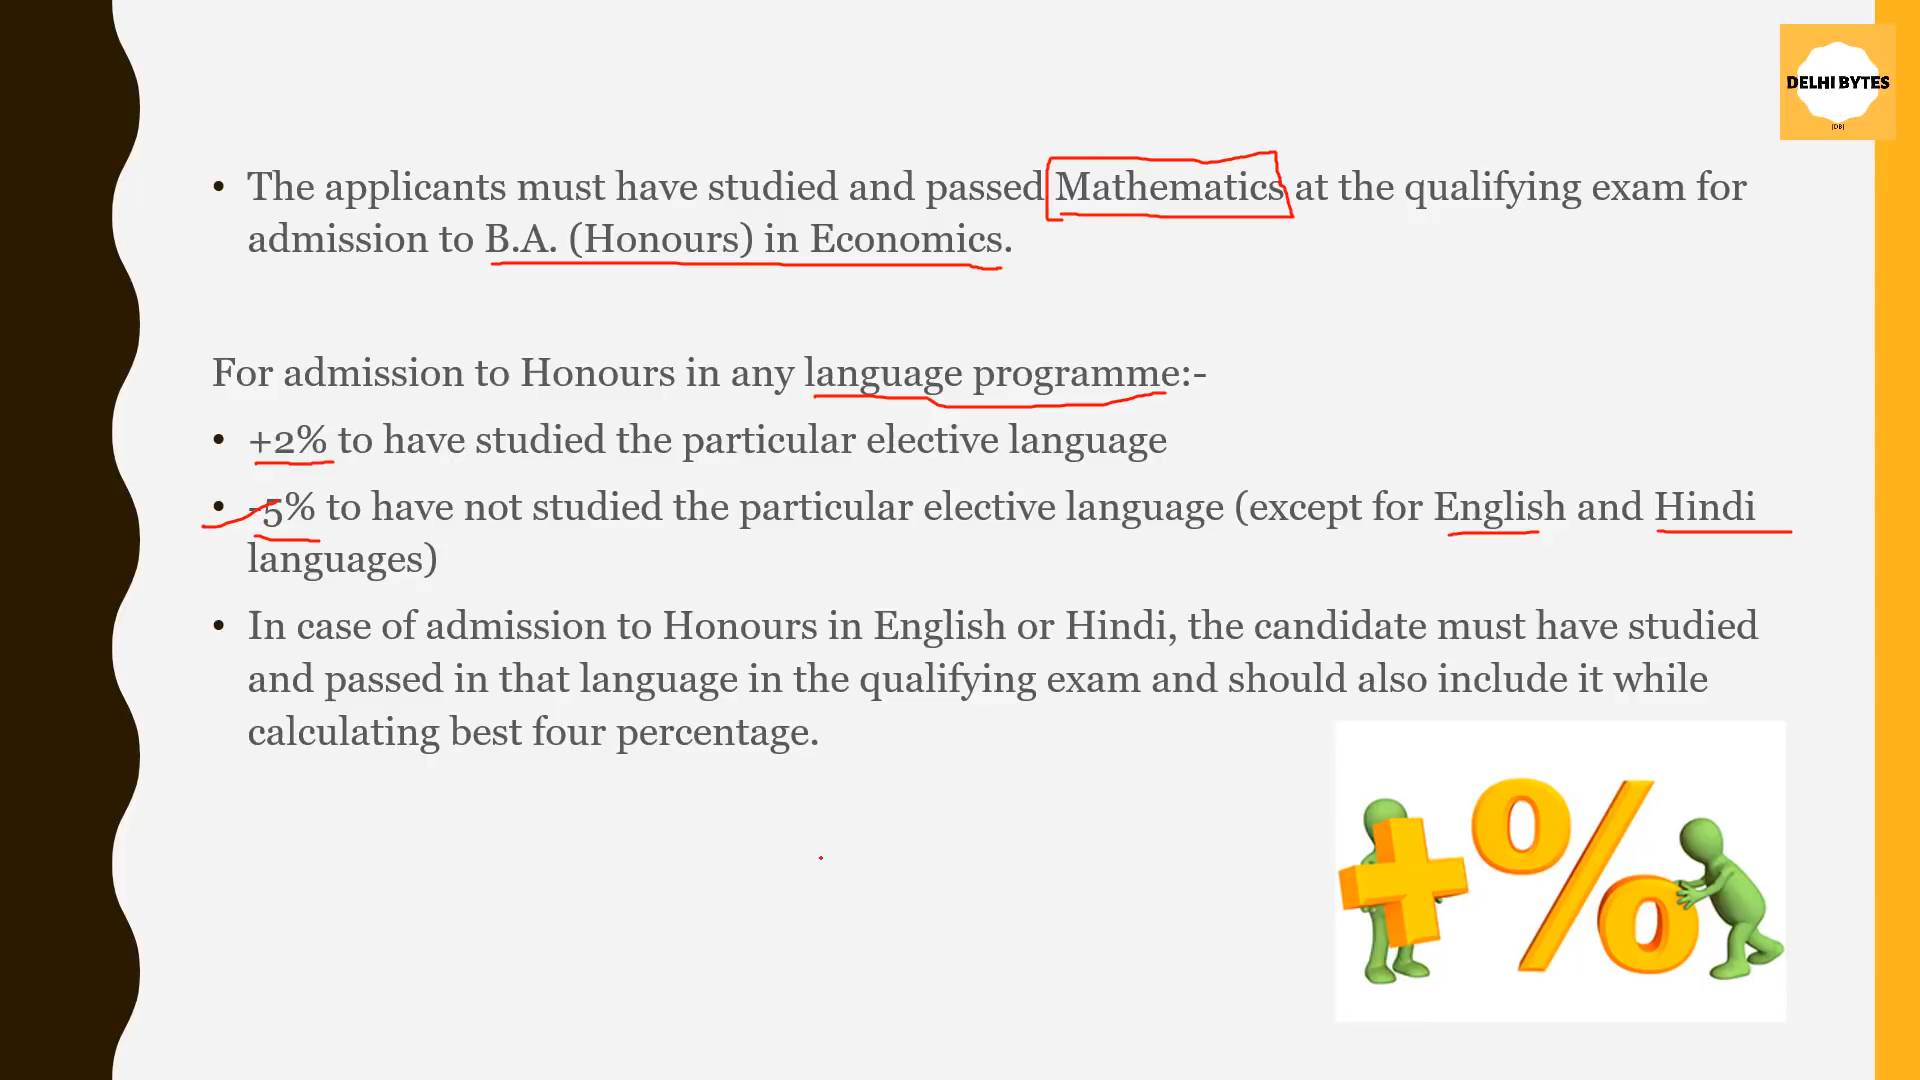 DELHI BYTES
(DB)
• The applicants must have studied and passed Mathematics at the qualifying exam for
admission to B.A. (Honours) in Economics.
For admission to Honours in any language programme:-
• +2% to have studied the particular elective language
• -5% to have not studied the particular elective language (except for English and Hindi
languages)
• In case of admission to Honours in English or Hindi, the candidate must have studied
and passed in that language in the qualifying exam and should also include it while
calculating best four percentage.
+%